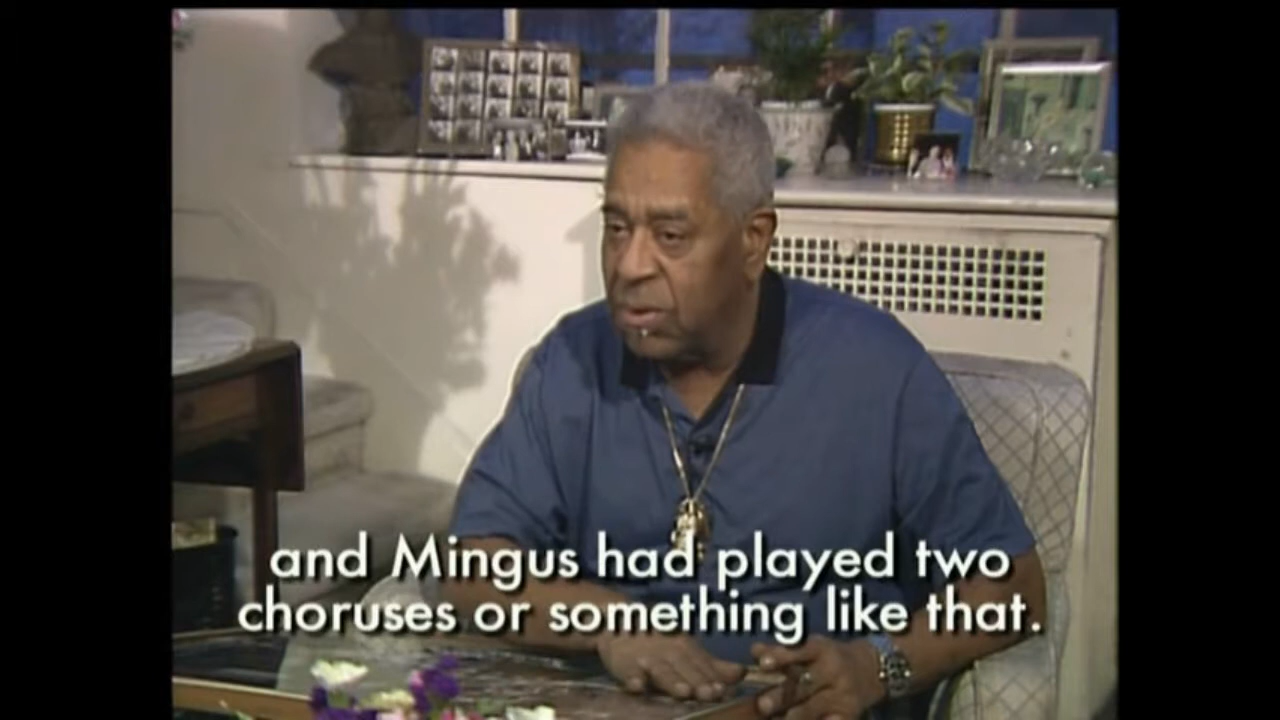 and Mingus had played two
choruses or something like that.